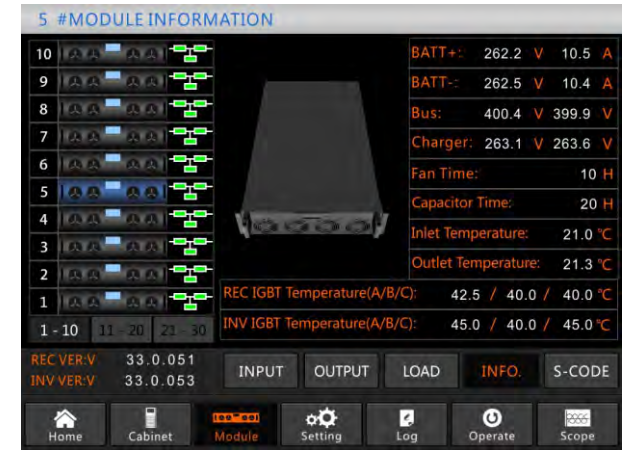 5 #MODULE INFORMATION
10
9
8
7
6
5
4
3
2
1
1 - 10 11 - 20 21 - 30
BATT+: 262.2 V 10.5 A
BATT-: 262.5 V 10.4 A
Bus: 400.4 V 399.9 V
Charger: 263.1 V 263.6 V
Fan Time: 10 H
Capacitor Time: 20 H
Inlet Temperature: 21.0 ℃
Outlet Temperature: 21.3 ℃
REC IGBT Temperature(A/B/C): 42.5 / 40.0 / 40.0 ℃
INV IGBT Temperature(A/B/C): 45.0 / 40.0 / 45.0 ℃
REC VER:V 33.0.051
INV VER:V 33.0.053
INPUT OUTPUT LOAD INFO. S-CODE
Home Cabinet Module Setting Log Operate Scope